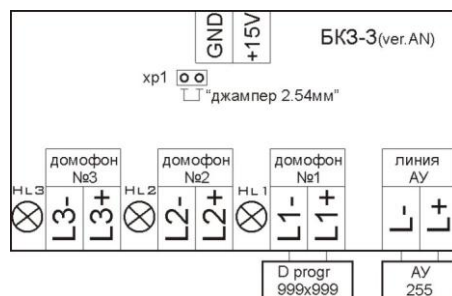 GND
+15V
БКЗ-3(ver.AN)
xp1
"джампер 2.54мм"
домофон
№3
домофон
№2
домофон
№1
линия
АУ
HL3
L3-
L3+
HL2
L2-
L2+
HL1
L1-
L1+
L-
L+
D progr
999x999
АУ
255